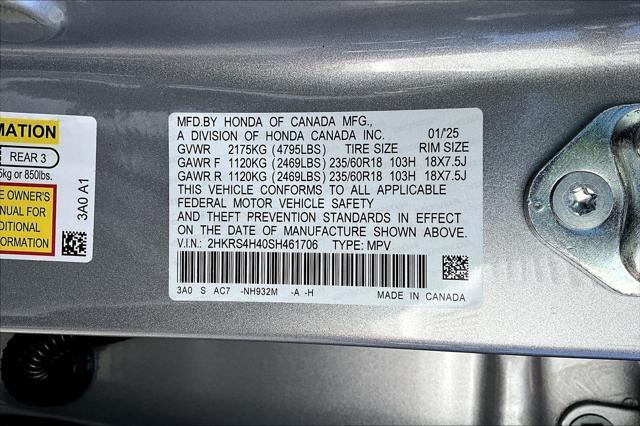 MATION
REAR 3
5kg or 850lbs.
E OWNER'S
ANUAL FOR
DITIONAL
3A0 A1
MFD.BY HONDA OF CANADA MFG.,
A DIVISION OF HONDA CANADA INC. 01/'25
GVWR 2175KG (4795LBS) TIRE SIZE RIM SIZE
GAWR F 1120KG (2469LBS) 235/60R18 103H 18X7.5J
GAWR R 1120KG (2469LBS) 235/60R18 103H 18X7.5J
THIS VEHICLE CONFORMS TO ALL APPLICABLE
FEDERAL MOTOR VEHICLE SAFETY
AND THEFT PREVENTION STANDARDS IN EFFECT
ON THE DATE OF MANUFACTURE SHOWN ABOVE.
V.I.N.: 2HKRS4H40SH461706 TYPE: MPV
3A0 S AC7 -NH932M -A -H MADE IN CANADA